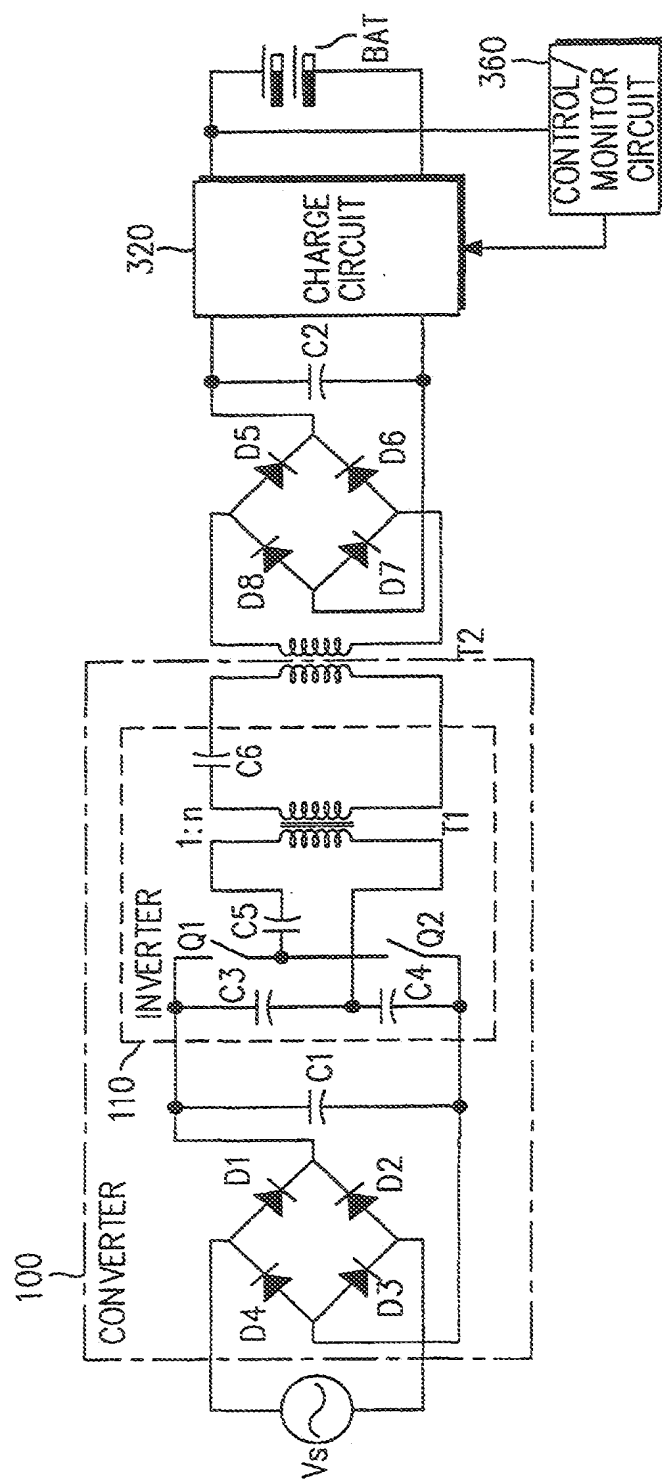 100
CONVERTER
110
INVERTER
Vs
D4
D1
D3
D2
C1
C3
C4
Q1
Q2
C5
1:n
T1
C6
T2
D8
D5
D7
D6
C2
320
CHARGE
CIRCUIT
BAT
360
CONTROL
MONITOR
CIRCUIT